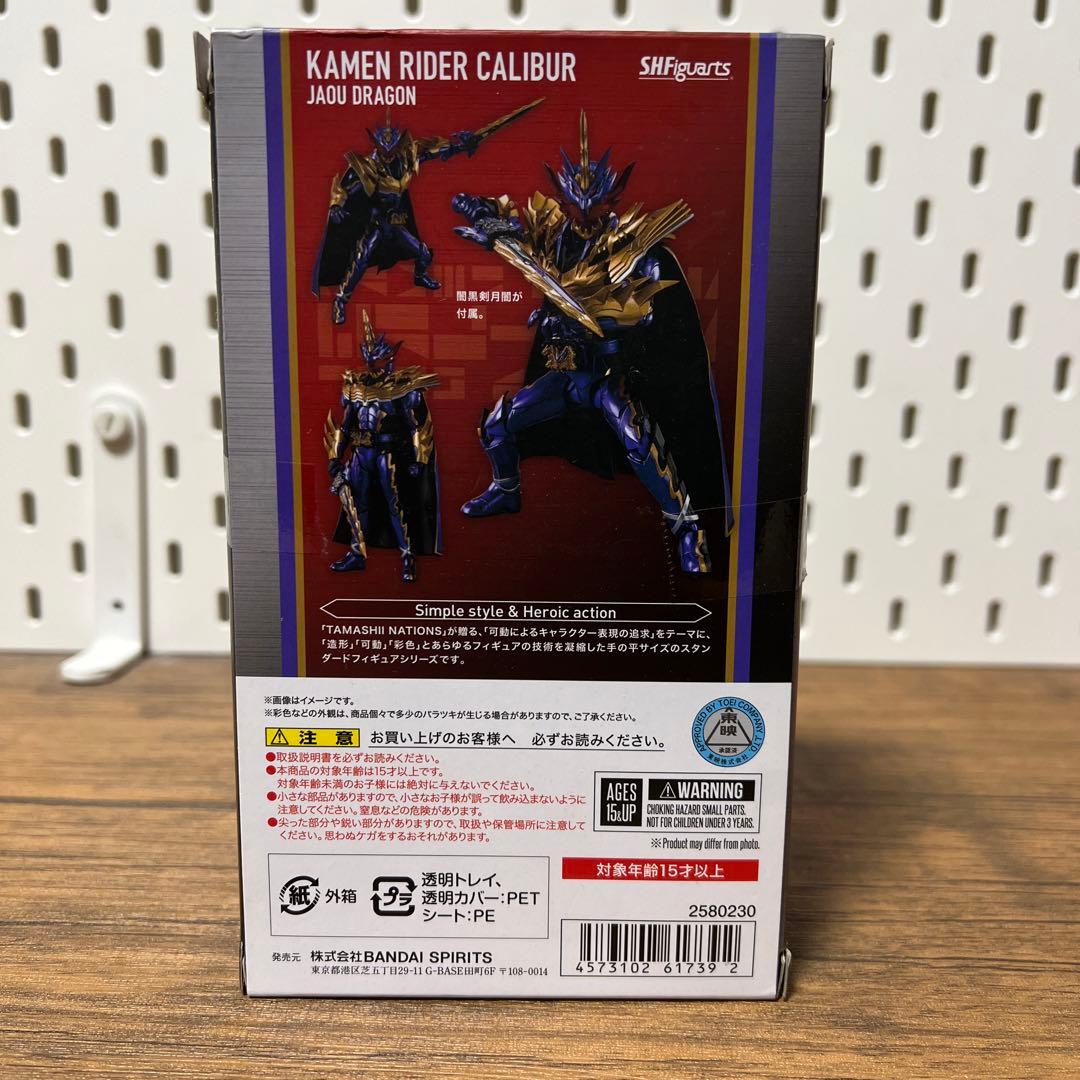 KAMEN RIDER CALIBUR
JAOU DRAGON
S.H.Figuarts
闇黒剣月闇が
付属。
Simple style & Heroic action
「TAMASHII NATIONS」が贈る、「可動によるキャラクター表現の追求」をテーマに、
「造形」「可動」「彩色」とあらゆるフィギュアの技術を凝縮した手の平サイズのスタン
ダードフィギュアシリーズです。
※画像はイメージです。
※彩色などの外観は、商品個々で多少のバラツキが生じる場合がありますので、ご了承ください。
注意 お買い上げのお客様へ 必ずお読みください。
●取扱説明書を必ずお読みください。
●本商品の対象年齢は15才以上です。
対象年齢未満のお子様には絶対に与えないでください。
●小さな部品がありますので、小さなお子様が誤って飲み込まないように
注意してください。窒息などの危険があります。
●尖った部分や鋭い部分がありますので、取扱や保管場所に注意して
ください。思わぬケガをするおそれがあります。
APPROVED BY TOEI COMPANY, LTD.
東映
承認済
東映株式会社
AGES
15&UP
WARNING
CHOKING HAZARD SMALL PARTS.
NOT FOR CHILDREN UNDER 3 YEARS.
※Product may differ from photo.
対象年齢15才以上
紙 外箱
プラ
透明トレイ、
透明カバー:PET
シート:PE
2580230
発売元 株式会社BANDAI SPIRITS
東京都港区芝五丁目29-11 G-BASE田町6F 〒108-0014
4573102 61739 2